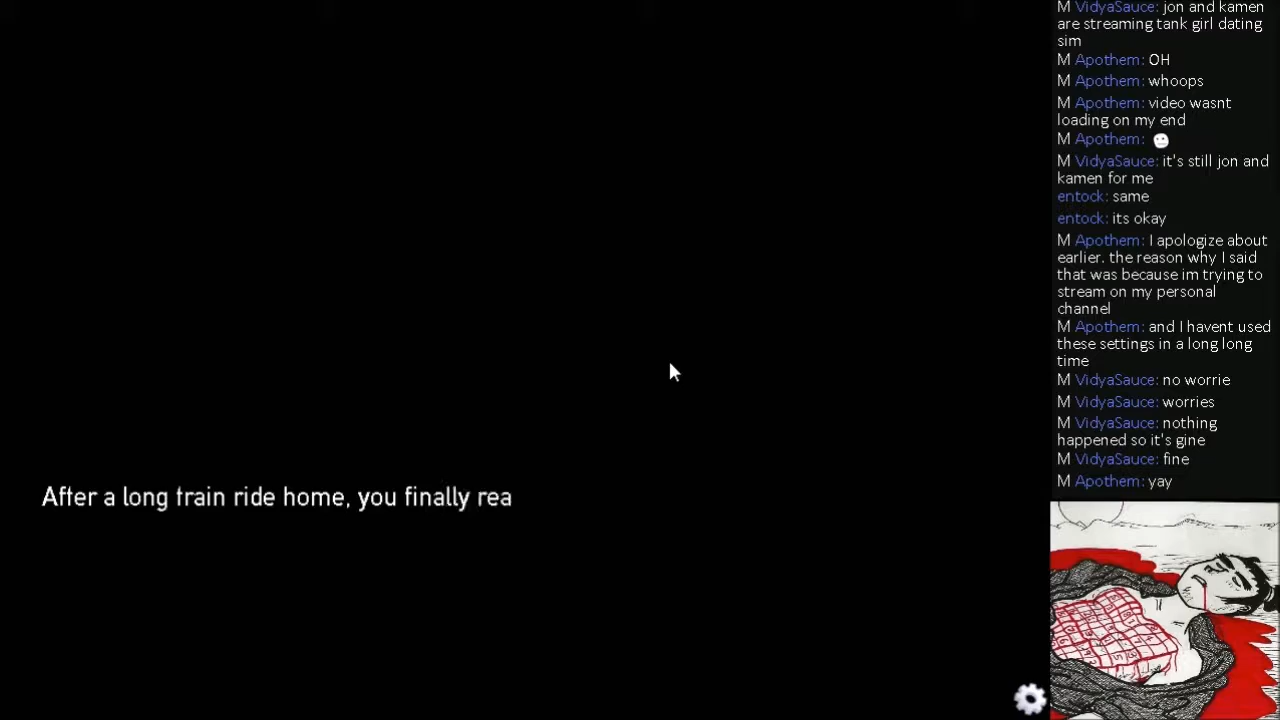 M VidyaSauce: jon and kamen
are streaming tank girl dating
sim
M Apothem: OH
M Apothem: whoops
M Apothem: video wasnt
loading on my end
M Apothem:
M VidyaSauce: it's still jon and
kamen for me
entock: same
entock: its okay
M Apothem: I apologize about
earlier. the reason why I said
that was because im trying to
stream on my personal
channel
M Apothem: and I havent used
these settings in a long long
time
M VidyaSauce: no worrie
M VidyaSauce: worries
M VidyaSauce: nothing
happened so it's gine
M VidyaSauce: fine
M Apothem: yay
After a long train ride home, you finally rea